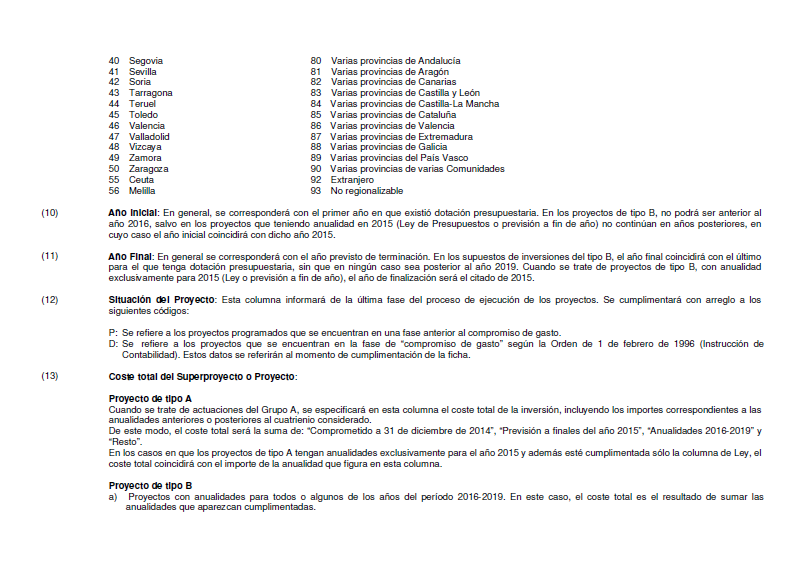 40 Segovia 80 Varias provincias de Andalucía
41 Sevilla 81 Varias provincias de Aragón
42 Soria 82 Varias provincias de Canarias
43 Tarragona 83 Varias provincias de Castilla y León
44 Teruel 84 Varias provincias de Castilla-La Mancha
45 Toledo 85 Varias provincias de Cataluña
46 Valencia 86 Varias provincias de Valencia
47 Valladolid 87 Varias provincias de Extremadura
48 Vizcaya 88 Varias provincias de Galicia
49 Zamora 89 Varias provincias del País Vasco
50 Zaragoza 90 Varias provincias de varias Comunidades
55 Ceuta 92 Extranjero
56 Melilla 93 No regionalizable
(10) Año Inicial: En general, se corresponderá con el primer año en que existió dotación presupuestaria. En los proyectos de tipo B, no podrá ser anterior al
año 2016, salvo en los proyectos que teniendo anualidad en 2015 (Ley de Presupuestos o previsión a fin de año) no continúan en años posteriores, en
cuyo caso el año inicial coincidirá con dicho año 2015.
(11) Año Final: En general se corresponderá con el año previsto de terminación. En los supuestos de inversiones del tipo B, el año final coincidirá con el último
para el que tenga dotación presupuestaria, sin que en ningún caso sea posterior al año 2019. Cuando se trate de proyectos de tipo B, con anualidad
exclusivamente para 2015 (Ley o previsión a fin de año), el año de finalización será el citado de 2015.
(12) Situación del Proyecto: Esta columna informará de la última fase del proceso de ejecución de los proyectos. Se cumplimentará con arreglo a los
siguientes códigos:
P: Se refiere a los proyectos programados que se encuentran en una fase anterior al compromiso de gasto.
D: Se refiere a los proyectos que se encuentran en la fase de “compromiso de gasto” según la Orden de 1 de febrero de 1996 (Instrucción de
Contabilidad). Estos datos se referirán al momento de cumplimentación de la ficha.
(13) Coste total del Superproyecto o Proyecto:
Proyecto de tipo A
Cuando se trate de actuaciones del Grupo A, se especificará en esta columna el coste total de la inversión, incluyendo los importes correspondientes a las
anualidades anteriores o posteriores al cuatrienio considerado.
De este modo, el coste total será la suma de: “Comprometido a 31 de diciembre de 2014”, “Previsión a finales del año 2015”, “Anualidades 2016-2019” y
“Resto”.
En los casos en que los proyectos de tipo A tengan anualidades exclusivamente para el año 2015 y además esté cumplimentada sólo la columna de Ley, el
coste total coincidirá con el importe de la anualidad que figura en esta columna.
Proyecto de tipo B
a) Proyectos con anualidades para todos o algunos de los años del período 2016-2019. En este caso, el coste total es el resultado de sumar las
anualidades que aparezcan cumplimentadas.